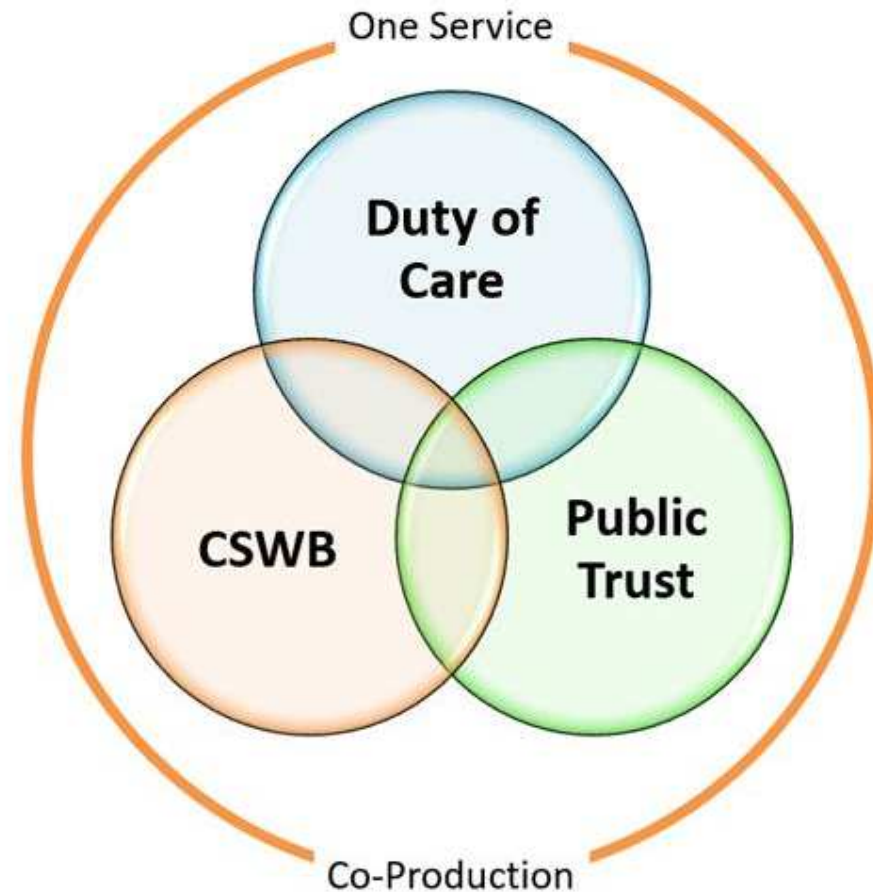 One Service
Duty of
Care
CSWB
Public
Trust
Co-Production